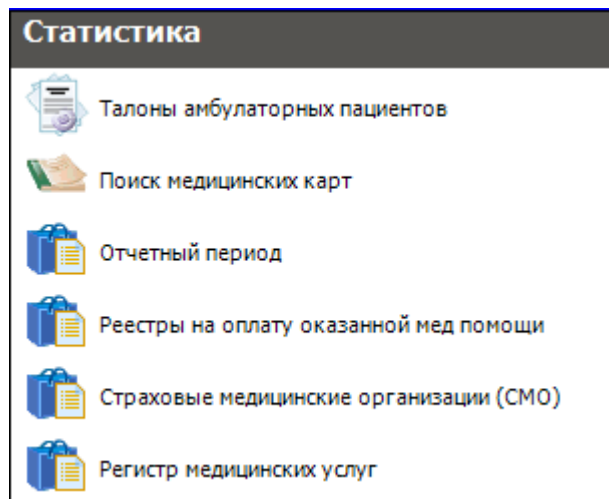 Статистика
Талоны амбулаторных пациентов
Поиск медицинских карт
Отчетный период
Реестры на оплату оказанной мед помощи
Страховые медицинские организации (СМО)
Регистр медицинских услуг